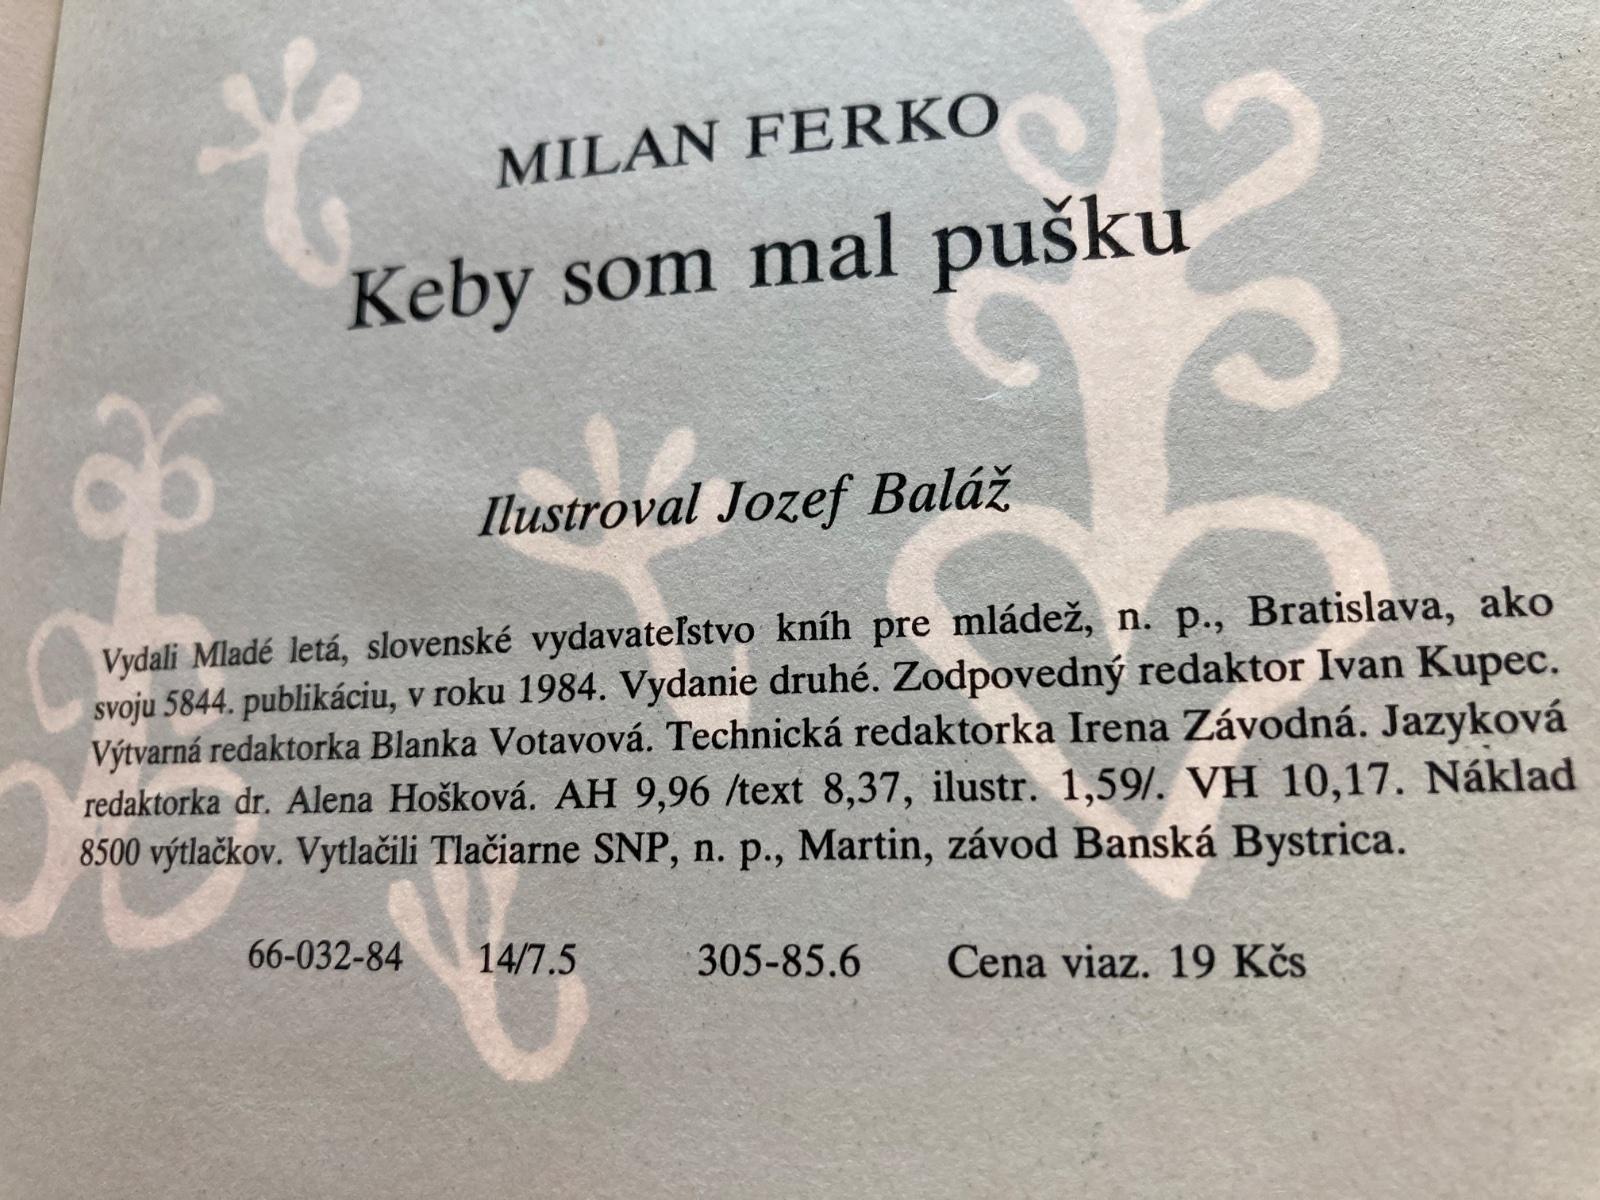 MILAN FERKO
Keby som mal pušku
Ilustroval Jozef Baláž
Vydali Mladé letá, slovenské vydavateľstvo kníh pre mládež, n. p., Bratislava, ako
svoju 5844. publikáciu, v roku 1984. Vydanie druhé. Zodpovedný redaktor Ivan Kupec.
Výtvarná redaktorka Blanka Votavová. Technická redaktorka Irena Závodná. Jazyková
redaktorka dr. Alena Hošková. AH 9,96 /text 8,37, ilustr. 1,59/. VH 10,17. Náklad
8500 výtlačkov. Vytlačili Tlačiarne SNP, n. p., Martin, závod Banská Bystrica.
66-032-84 14/7.5 305-85.6 Cena viaz. 19 Kčs